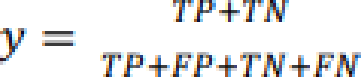 y = TP+TN
TP+FP+TN+FN